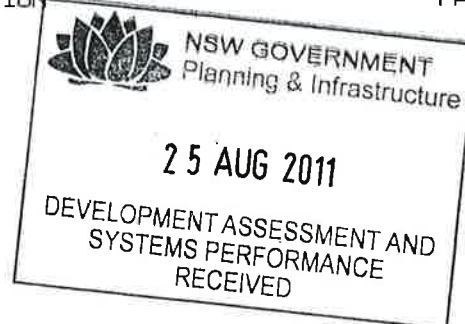 NSW GOVERNMENT
Planning & Infrastructure
25 AUG 2011
DEVELOPMENT ASSESSMENT AND
SYSTEMS PERFORMANCE
RECEIVED